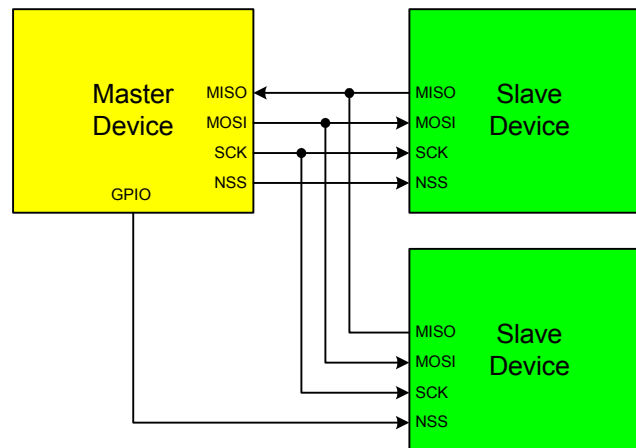 Master
Device
MISO
MOSI
SCK
NSS
GPIO
MISO
MOSI
SCK
NSS
Slave
Device
MISO
MOSI
SCK
NSS
Slave
Device